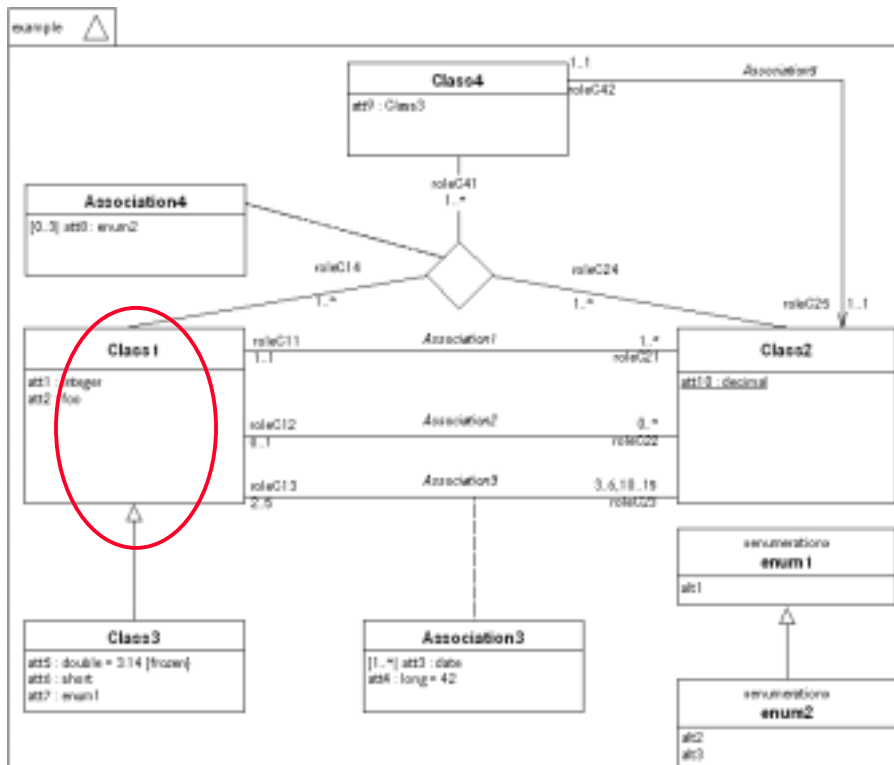 example
Class4
att9 : Class3
1..1
roleC42
Association5
roleC41
1..*
Association4
[0..3] att8 : enum2
roleC14
1..*
roleC24
1..*
roleC25
1..1
Class1
att1 : integer
att2 : foo
roleC11
1..1
Association1
1..*
roleC21
roleC12
0..1
Association2
0..*
roleC22
roleC13
2..5
Association3
3..6,10..15
roleC23
Class2
att10 : decimal
«enumeration»
enum1
alt1
Class3
att5 : double = 3.14 {frozen}
att6 : short
att7 : enum1
Association3
[1..*] att3 : date
att4 : long = 42
«enumeration»
enum2
alt2
alt3